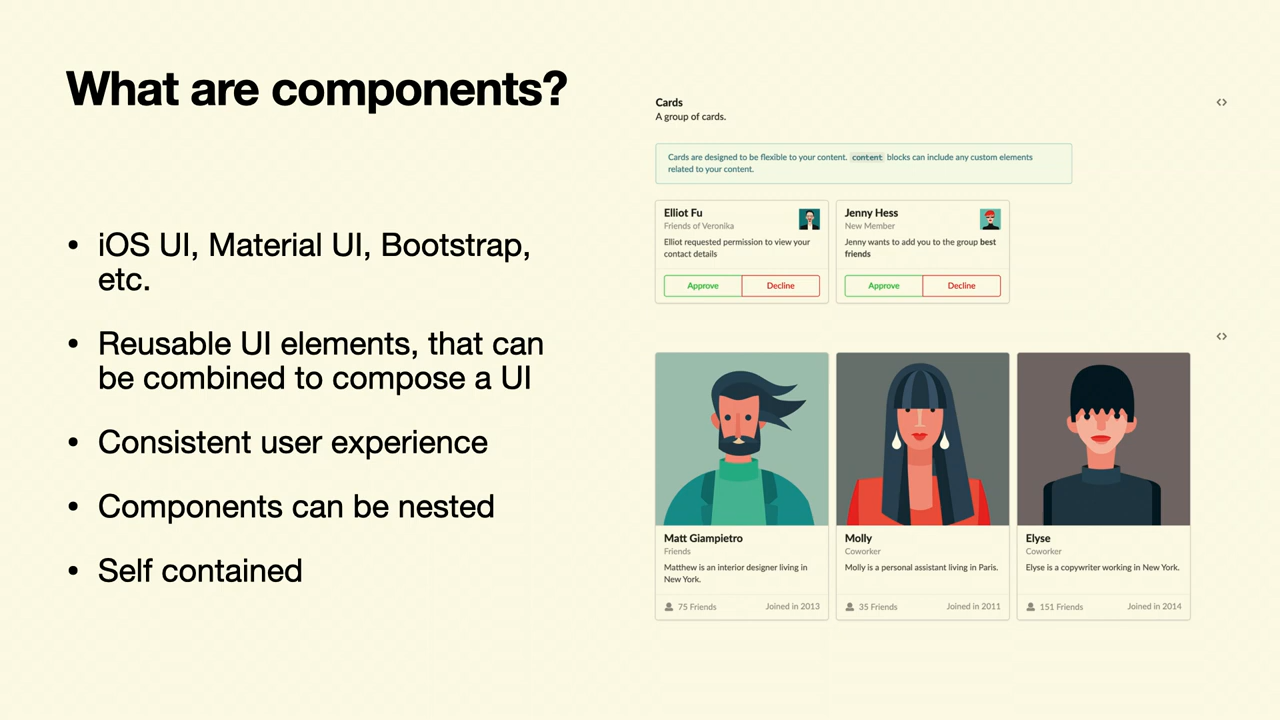 What are components?
• iOS UI, Material UI, Bootstrap,
etc.
• Reusable UI elements, that can
be combined to compose a UI
• Consistent user experience
• Components can be nested
• Self contained
Cards
A group of cards.
Cards are designed to be flexible to your content. content blocks can include any custom elements
related to your content.
Elliot Fu
Friends of Veronika
Elliot requested permission to view your
contact details
Approve Decline
Jenny Hess
New Member
Jenny wants to add you to the group best
friends
Approve Decline
Matt Giampietro
Friends
Matthew is an interior designer living in
New York.
75 Friends Joined in 2013
Molly
Coworker
Molly is a personal assistant living in Paris.
35 Friends Joined in 2011
Elyse
Coworker
Elyse is a copywriter working in New York.
151 Friends Joined in 2014